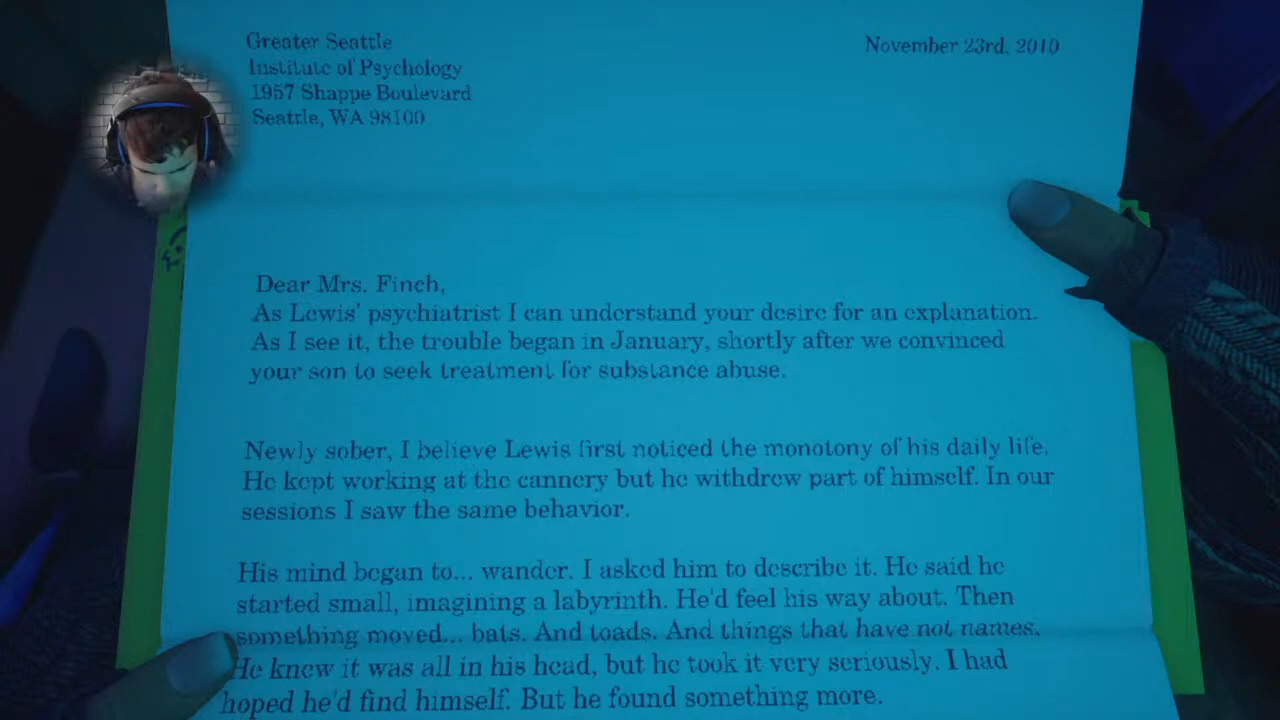 Greater Seattle
Institute of Psychology
1957 Shappe Boulevard
Seattle, WA 98100
November 23rd, 2010
Dear Mrs. Finch,
As Lewis' psychiatrist I can understand your desire for an explanation.
As I see it, the trouble began in January, shortly after we convinced
your son to seek treatment for substance abuse.
Newly sober, I believe Lewis first noticed the monotony of his daily life.
He kept working at the cannery but he withdrew part of himself. In our
sessions I saw the same behavior.
His mind began to... wander. I asked him to describe it. He said he
started small, imagining a labyrinth. He'd feel his way about. Then
something moved... bats. And toads. And things that have not names.
He knew it was all in his head, but he took it very seriously. I had
hoped he'd find himself. But he found something more.